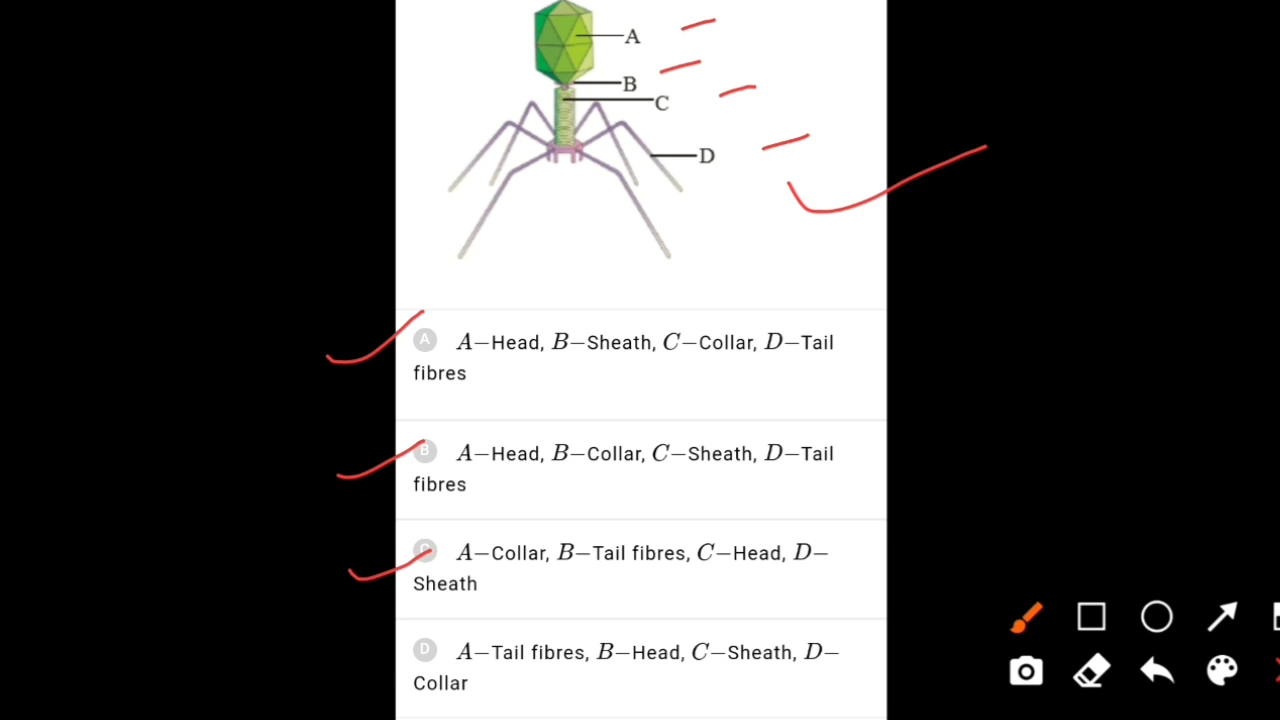 A
B
C
D
A A–Head, B–Sheath, C–Collar, D–Tail
fibres
B A–Head, B–Collar, C–Sheath, D–Tail
fibres
C A–Collar, B–Tail fibres, C–Head, D–
Sheath
D A–Tail fibres, B–Head, C–Sheath, D–
Collar